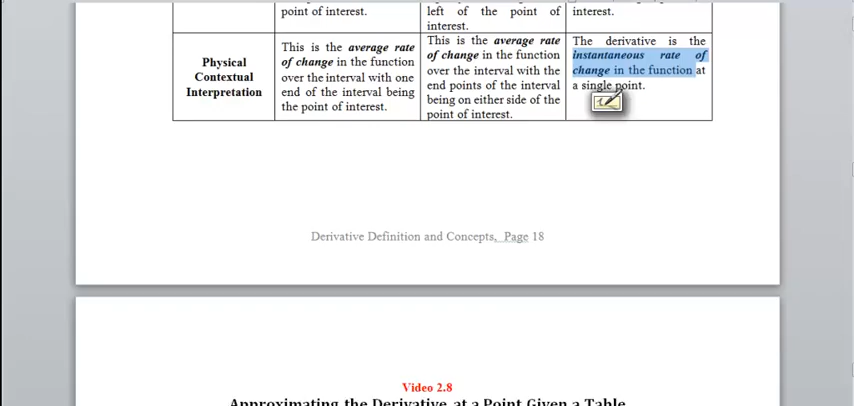 point of interest.
left of the point of
interest.
interest.
Physical
Contextual
Interpretation
This is the average rate
of change in the function
over the interval with one
end of the interval being
the point of interest.
This is the average rate
of change in the function
over the interval with the
end points of the interval
being on either side of the
point of interest.
The derivative is the
instantaneous rate of
change in the function at
a single point.
Derivative Definition and Concepts, Page 18
Video 2.8
Approximating the Derivative at a Point Given a Table